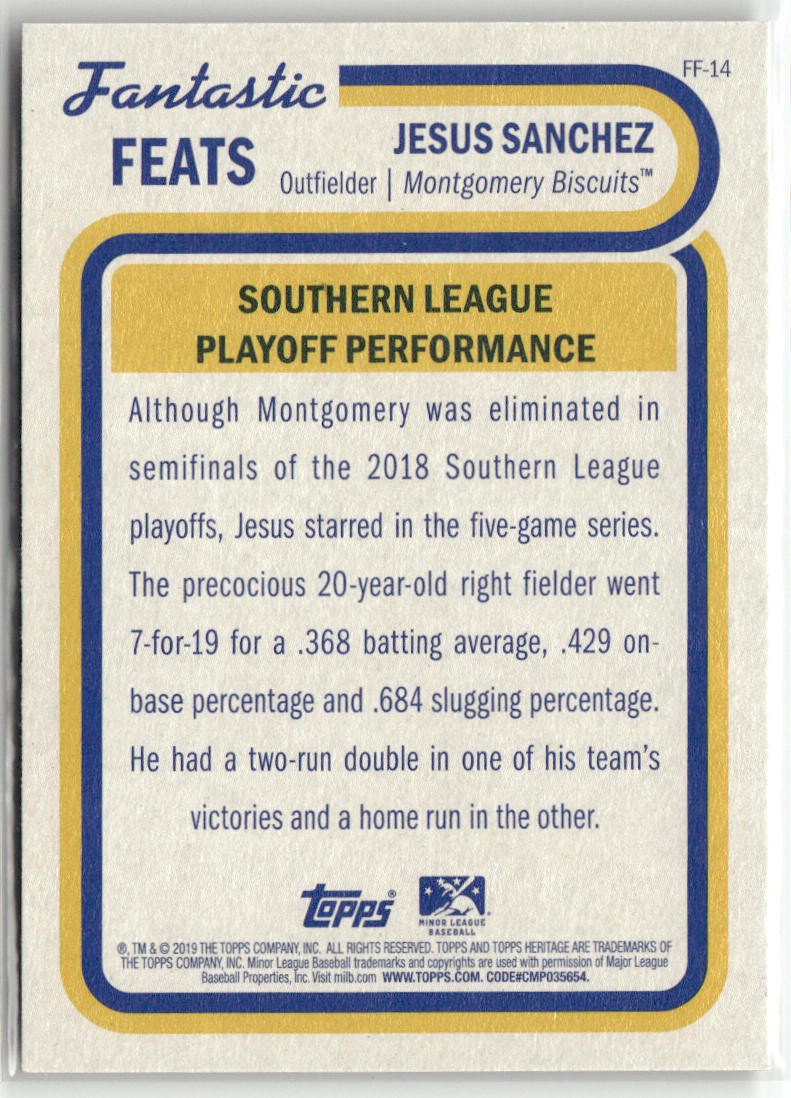 Fantastic
FEATS
FF-14
JESUS SANCHEZ
Outfielder | Montgomery Biscuits™
SOUTHERN LEAGUE
PLAYOFF PERFORMANCE
Although Montgomery was eliminated in
semifinals of the 2018 Southern League
playoffs, Jesus starred in the five-game series.
The precocious 20-year-old right fielder went
7-for-19 for a .368 batting average, .429 on-
base percentage and .684 slugging percentage.
He had a two-run double in one of his team's
victories and a home run in the other.
Topps®
MINOR LEAGUE
BASEBALL
®, TM & © 2019 THE TOPPS COMPANY, INC. ALL RIGHTS RESERVED. TOPPS AND TOPPS HERITAGE ARE TRADEMARKS OF
THE TOPPS COMPANY, INC. Minor League Baseball trademarks and copyrights are used with permission of Major League
Baseball Properties, Inc. Visit milb.com WWW.TOPPS.COM. CODE#CMP035654.